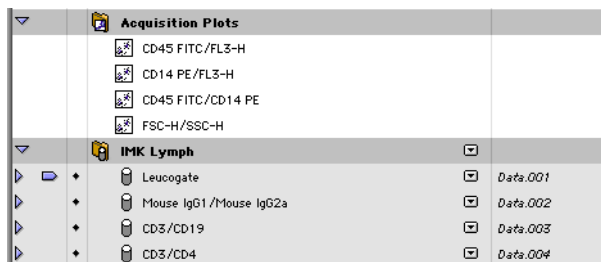 Acquisition Plots
CD45 FITC/FL3-H
CD14 PE/FL3-H
CD45 FITC/CD14 PE
FSC-H/SSC-H
IMK Lymph
Leucogate Data.001
Mouse IgG1/Mouse IgG2a Data.002
CD3/CD19 Data.003
CD3/CD4 Data.004